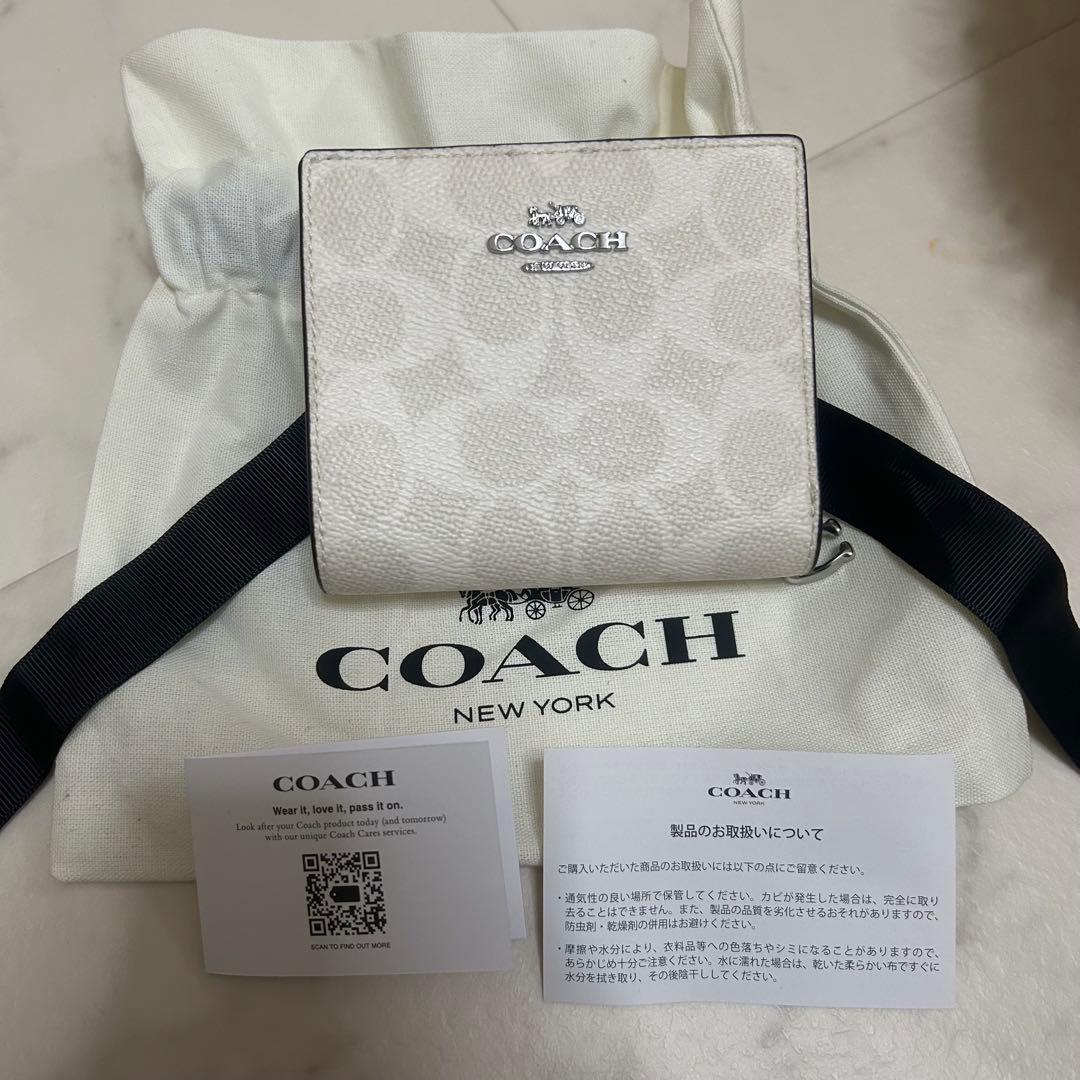 COACH
COACH
NEW YORK
COACH
Wear it, love it, pass it on.
Look after your Coach product today (and tomorrow)
with our unique Coach Cares services.
SCAN TO FIND OUT MORE
COACH
NEW YORK
製品のお取扱いについて
ご購入いただいた商品のお取扱いには以下の点にご留意ください。
・通気性の良い場所で保管してください。カビが発生した場合は、完全に取り
去ることはできません。また、製品の品質を劣化させるおそれがありますので、
防虫剤・乾燥剤の併用はお避けください。
・摩擦や水分により、衣料品等への色落ちやシミになることがありますので、
あらかじめ十分ご注意ください。水に濡れた場合は、乾いた柔らかい布ですぐに
水分を拭き取り、その後陰干ししてください。